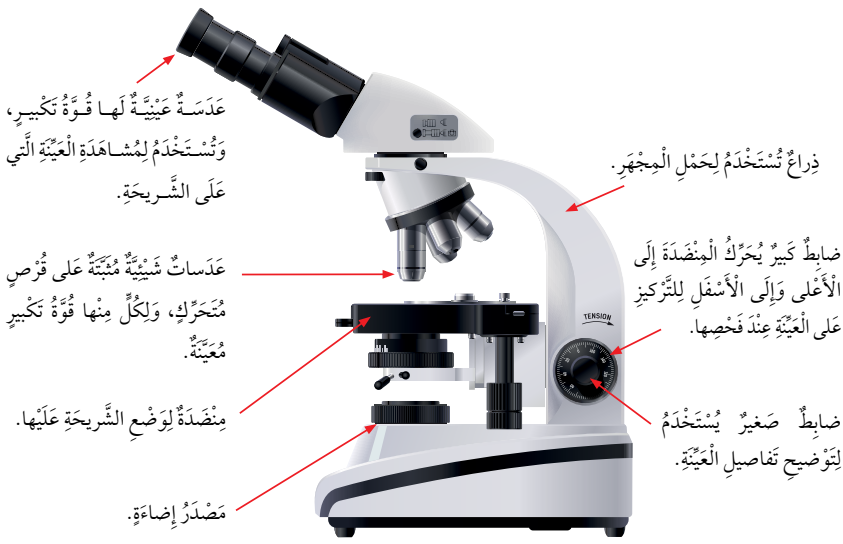 عَدَسَةٌ عَيْنِيَّةٌ لَها قُوَّةُ تَكْبيرٍ،
وَتُسْتَخْدَمُ لِمُشاهَدَةِ الْعَيِّنَةِ الَّتي
عَلَى الشَّريحَةِ.
عَدَساتٌ شَيْئِيَّةٌ مُثَبَّتَةٌ عَلى قُرْصٍ
مُتَحَرِّكٍ، وَلِكُلٍّ مِنْها قُوَّةُ تَكْبيرٍ
مُعَيَّنَةٌ.
مِنْضَدَةٌ لِوَضْعِ الشَّريحَةِ عَلَيْها.
مَصْدَرُ إِضاءَةٍ.
ذِراعٌ تُسْتَخْدَمُ لِحَمْلِ الْمِجْهَرِ.
ضابِطٌ كَبيرٌ يُحَرِّكُ الْمِنْضَدَةَ إِلَى
الْأَعْلى وَإِلَى الْأَسْفَلِ لِلتَّرْكيزِ
عَلى الْعَيِّنَةِ عِنْدَ فَحْصِها.
TENSION
ضابِطٌ صَغيرٌ يُسْتَخْدَمُ
لِتَوْضيحِ تَفاصيلِ الْعَيِّنَةِ.